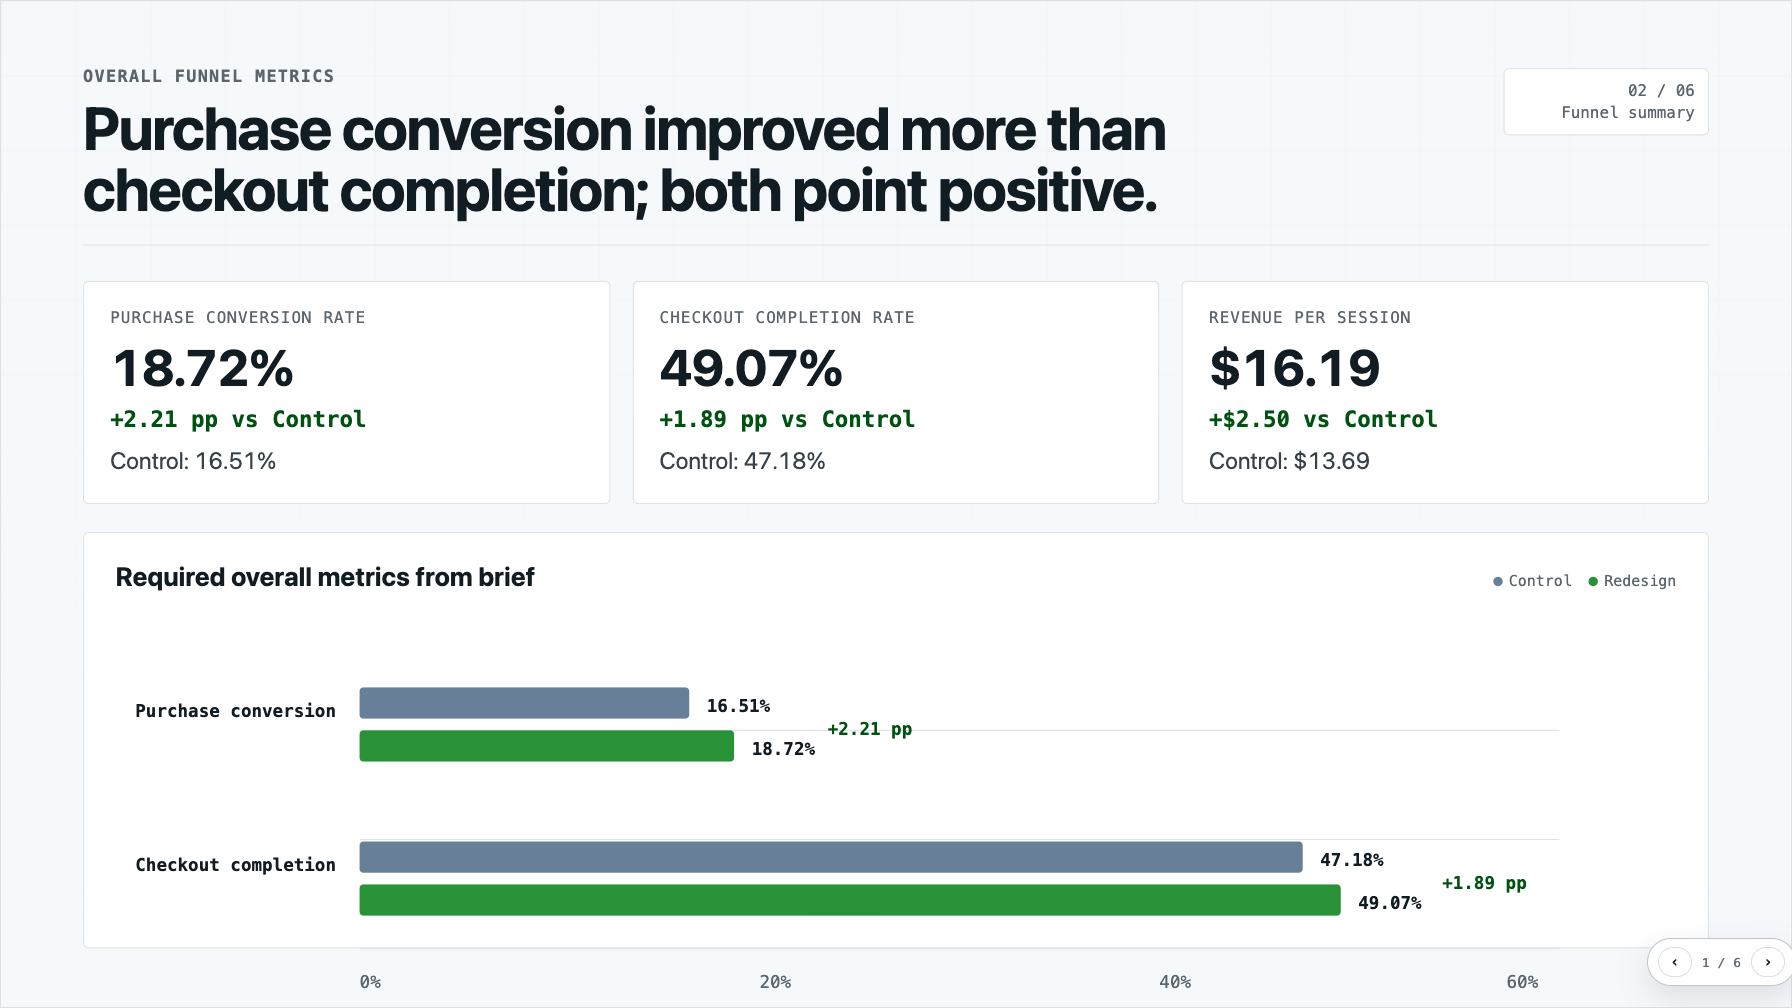 OVERALL FUNNEL METRICS
Purchase conversion improved more than
checkout completion; both point positive.
02 / 06
Funnel summary
PURCHASE CONVERSION RATE
18.72%
+2.21 pp vs Control
Control: 16.51%
CHECKOUT COMPLETION RATE
49.07%
+1.89 pp vs Control
Control: 47.18%
REVENUE PER SESSION
$16.19
+$2.50 vs Control
Control: $13.69
Required overall metrics from brief
Control
Redesign
Purchase conversion
16.51%
+2.21 pp
18.72%
Checkout completion
47.18%
+1.89 pp
49.07%
0%
20%
40%
60%
‹ 1 / 6 ›